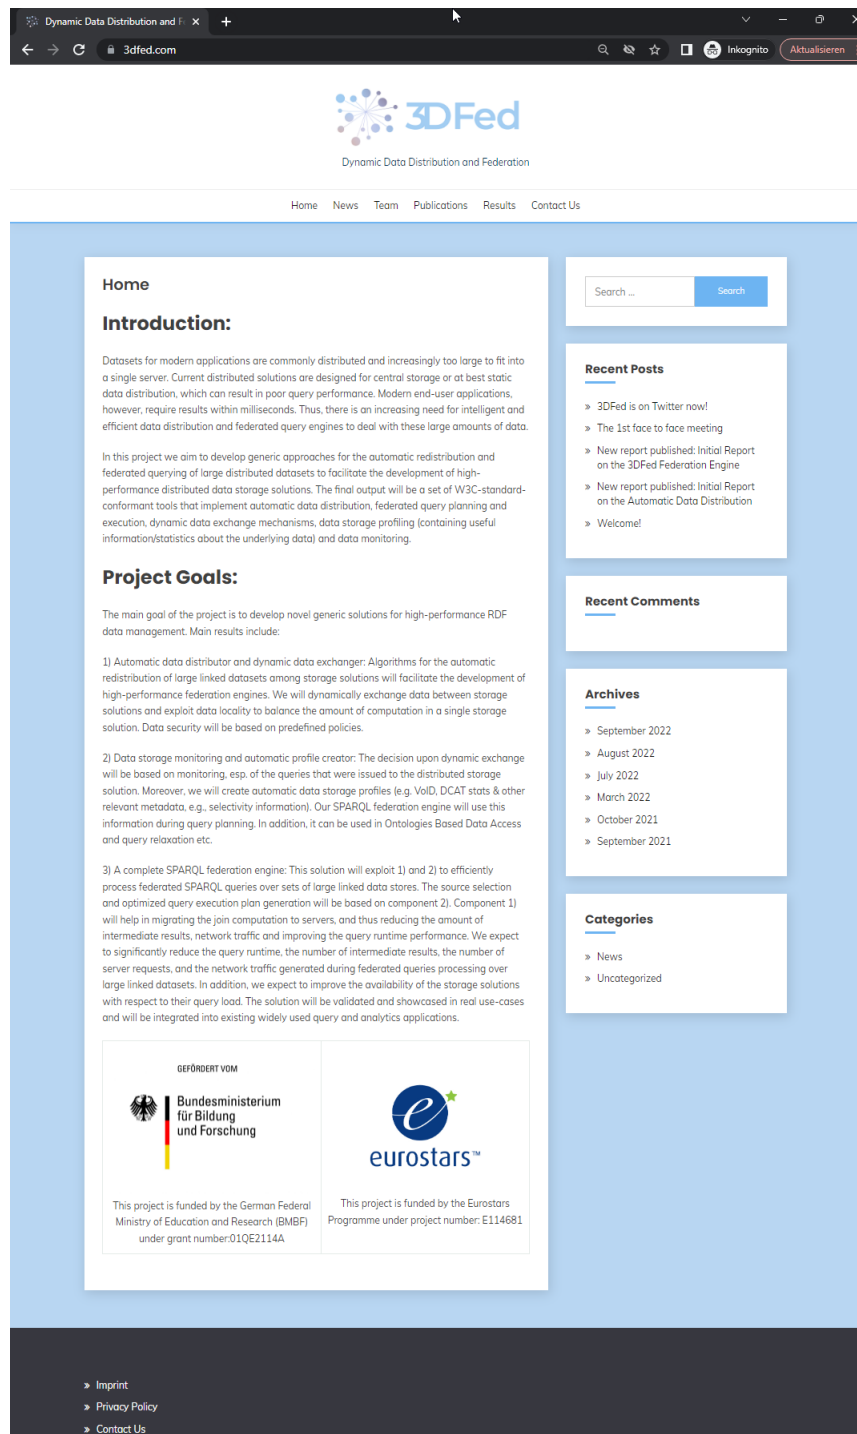 Dynamic Data Distribution and Fe
3dfed.com
Inkognito
Aktualisieren
3DFed
Dynamic Data Distribution and Federation
Home News Team Publications Results Contact Us
Home
Introduction:
Datasets for modern applications are commonly distributed and increasingly too large to fit into
a single server. Current distributed solutions are designed for central storage or at best static
data distribution, which can result in poor query performance. Modern end-user applications,
however, require results within milliseconds. Thus, there is an increasing need for intelligent and
efficient data distribution and federated query engines to deal with these large amounts of data.
In this project we aim to develop generic approaches for the automatic redistribution and
federated querying of large distributed datasets to facilitate the development of high-
performance distributed data storage solutions. The final output will be a set of W3C-standard-
conformant tools that implement automatic data distribution, federated query planning and
execution, dynamic data exchange mechanisms, data storage profiling (containing useful
information/statistics about the underlying data) and data monitoring.
Project Goals:
The main goal of the project is to develop novel generic solutions for high-performance RDF
data management. Main results include:
1) Automatic data distributor and dynamic data exchanger: Algorithms for the automatic
redistribution of large linked datasets among storage solutions will facilitate the development of
high-performance federation engines. We will dynamically exchange data between storage
solutions and exploit data locality to balance the amount of computation in a single storage
solution. Data security will be based on predefined policies.
2) Data storage monitoring and automatic profile creator: The decision upon dynamic exchange
will be based on monitoring, esp. of the queries that were issued to the distributed storage
solution. Moreover, we will create automatic data storage profiles (e.g. VoID, DCAT stats & other
relevant metadata, e.g., selectivity information). Our SPARQL federation engine will use this
information during query planning. In addition, it can be used in Ontologies Based Data Access
and query relaxation etc.
3) A complete SPARQL federation engine: This solution will exploit 1) and 2) to efficiently
process federated SPARQL queries over sets of large linked data stores. The source selection
and optimized query execution plan generation will be based on component 2). Component 1)
will help in migrating the join computation to servers, and thus reducing the amount of
intermediate results, network traffic and improving the query runtime performance. We expect
to significantly reduce the query runtime, the number of intermediate results, the number of
server requests, and the network traffic generated during federated queries processing over
large linked datasets. In addition, we expect to improve the availability of the storage solutions
with respect to their query load. The solution will be validated and showcased in real use-cases
and will be integrated into existing widely used query and analytics applications.
GEFÖRDERT VOM
Bundesministerium
für Bildung
und Forschung
This project is funded by the German Federal
Ministry of Education and Research (BMBF)
under grant number:01QE2114A
e
eurostars™
This project is funded by the Eurostars
Programme under project number: E114681
Search ...
Search
Recent Posts
» 3DFed is on Twitter now!
» The 1st face to face meeting
» New report published: Initial Report
on the 3DFed Federation Engine
» New report published: Initial Report
on the Automatic Data Distribution
» Welcome!
Recent Comments
Archives
» September 2022
» August 2022
» July 2022
» March 2022
» October 2021
» September 2021
Categories
» News
» Uncategorized
» Imprint
» Privacy Policy
» Contact Us